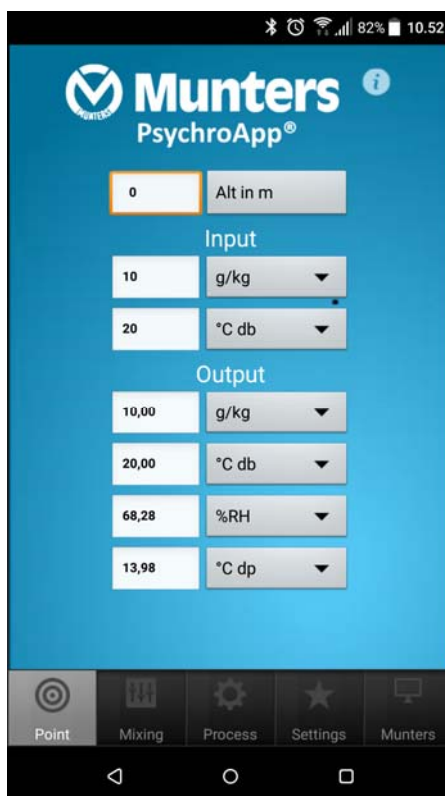 82% 10.52
MUNTERS
Munters
PsychroApp®
i
0 Alt in m
Input
10 g/kg
20 °C db
Output
10,00 g/kg
20,00 °C db
68,28 %RH
13,98 °C dp
Point Mixing Process Settings Munters